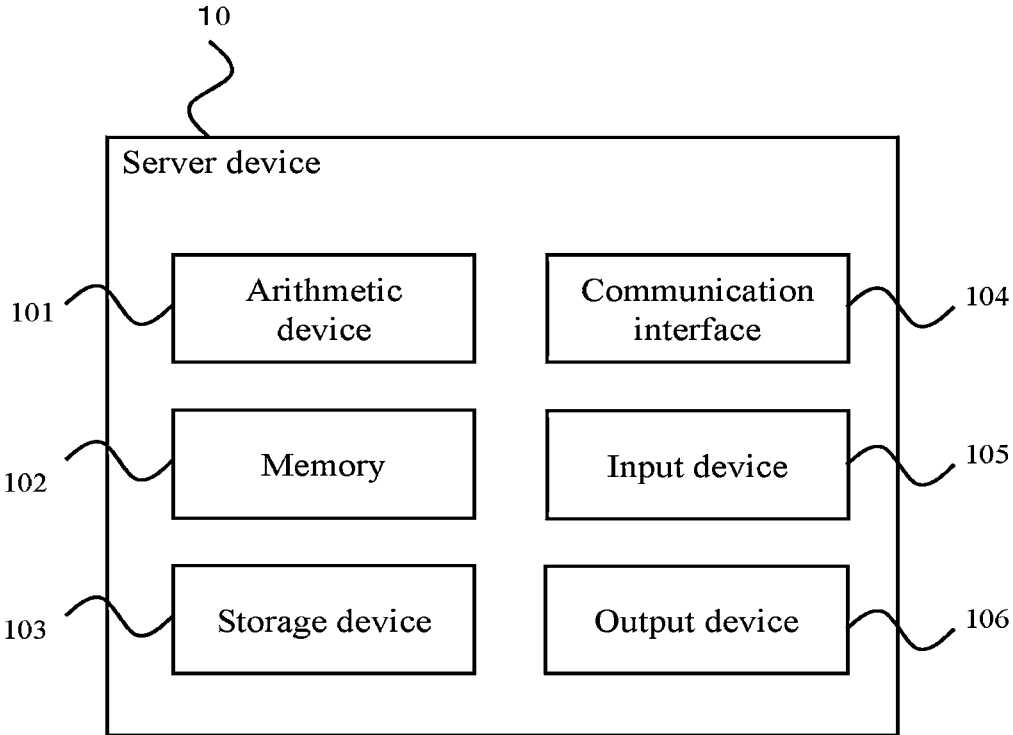 10
Server device
101
Arithmetic
device
Communication
interface
104
102
Memory
Input device
105
103
Storage device
Output device
106